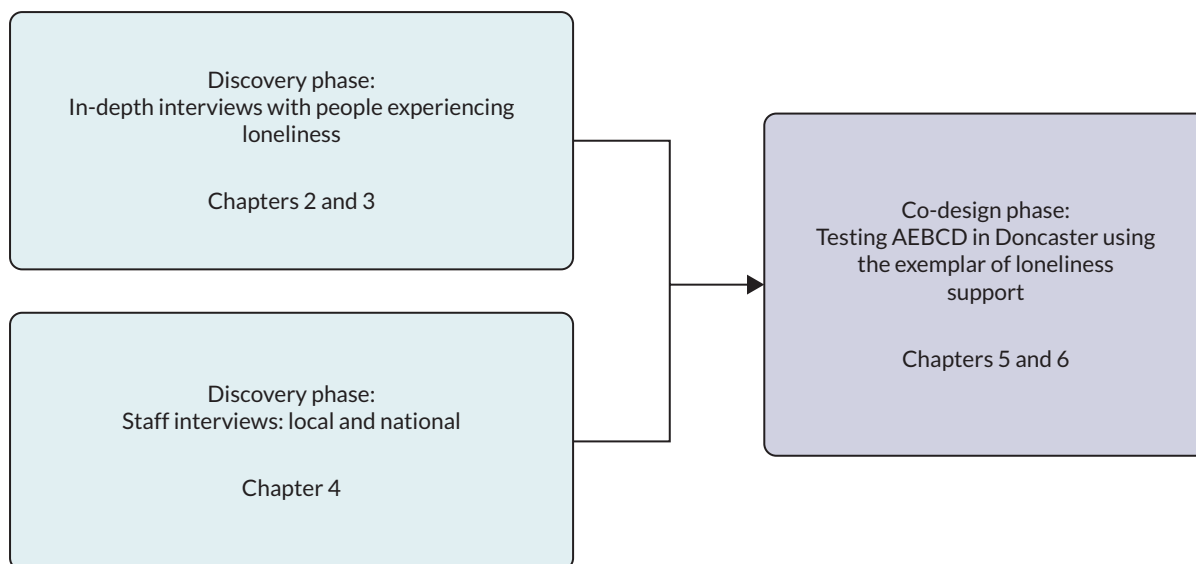 Discovery phase:
In-depth interviews with people experiencing
loneliness
Chapters 2 and 3
Discovery phase:
Staff interviews: local and national
Chapter 4
Co-design phase:
Testing AEBCD in Doncaster using
the exemplar of loneliness
support
Chapters 5 and 6